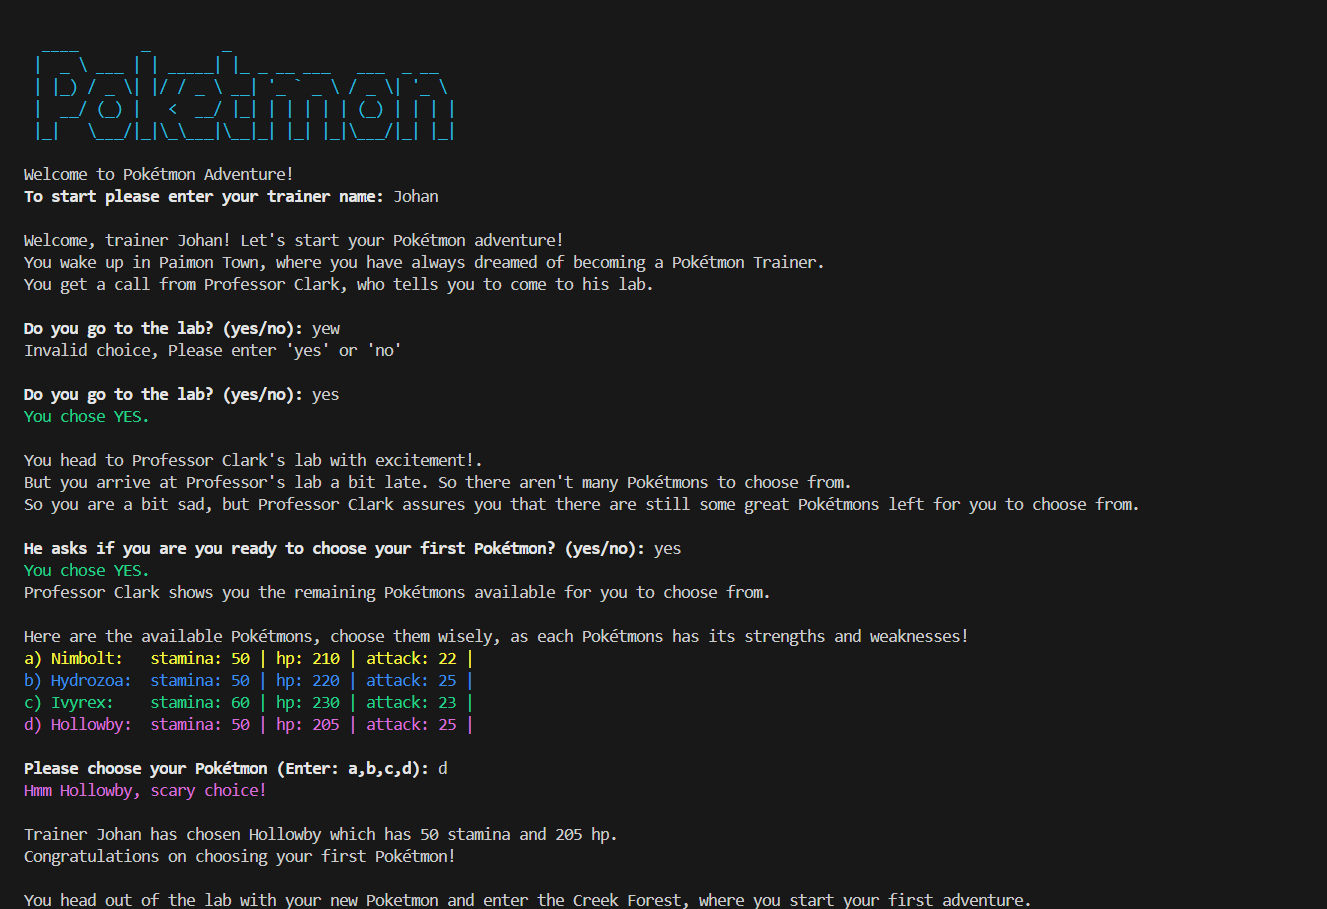 Poketmon
Welcome to Pokétmon Adventure!
To start please enter your trainer name: Johan
Welcome, trainer Johan! Let's start your Pokétmon adventure!
You wake up in Paimon Town, where you have always dreamed of becoming a Pokétmon Trainer.
You get a call from Professor Clark, who tells you to come to his lab.
Do you go to the lab? (yes/no): yew
Invalid choice, Please enter 'yes' or 'no'
Do you go to the lab? (yes/no): yes
You chose YES.
You head to Professor Clark's lab with excitement!.
But you arrive at Professor's lab a bit late. So there aren't many Pokétmons to choose from.
So you are a bit sad, but Professor Clark assures you that there are still some great Pokétmons left for you to choose from.
He asks if you are you ready to choose your first Pokétmon? (yes/no): yes
You chose YES.
Professor Clark shows you the remaining Pokétmons available for you to choose from.
Here are the available Pokétmons, choose them wisely, as each Pokétmons has its strengths and weaknesses!
a) Nimbolt:   stamina: 50 | hp: 210 | attack: 22 |
b) Hydrozoa:  stamina: 50 | hp: 220 | attack: 25 |
c) Ivyrex:    stamina: 60 | hp: 230 | attack: 23 |
d) Hollowby:  stamina: 50 | hp: 205 | attack: 25 |
Please choose your Pokétmon (Enter: a,b,c,d): d
Hmm Hollowby, scary choice!
Trainer Johan has chosen Hollowby which has 50 stamina and 205 hp.
Congratulations on choosing your first Pokétmon!
You head out of the lab with your new Poketmon and enter the Creek Forest, where you start your first adventure.